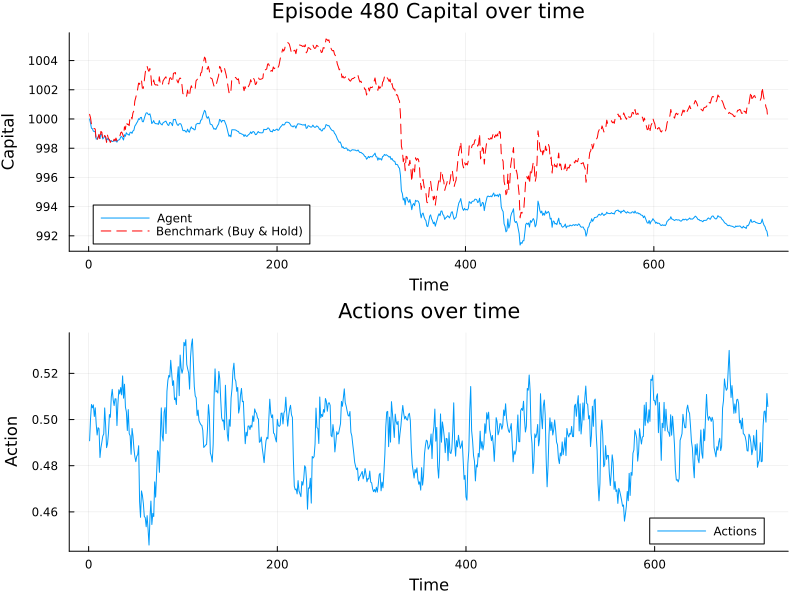 Episode 480 Capital over time
1004
1002
1000
998
996
994
992
Capital
Agent
Benchmark (Buy & Hold)
0
200
400
600
Time
Actions over time
0.52
0.50
0.48
0.46
Action
Actions
0
200
400
600
Time